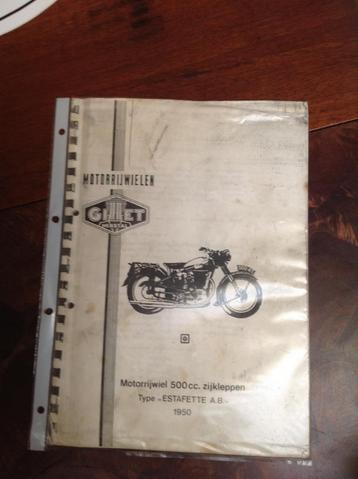 MOTORRIJWIELEN
GILLET
HERSTAL
Motorrijwiel 500cc. zijkleppen
Type «ESTAFETTE A.B.»
1950